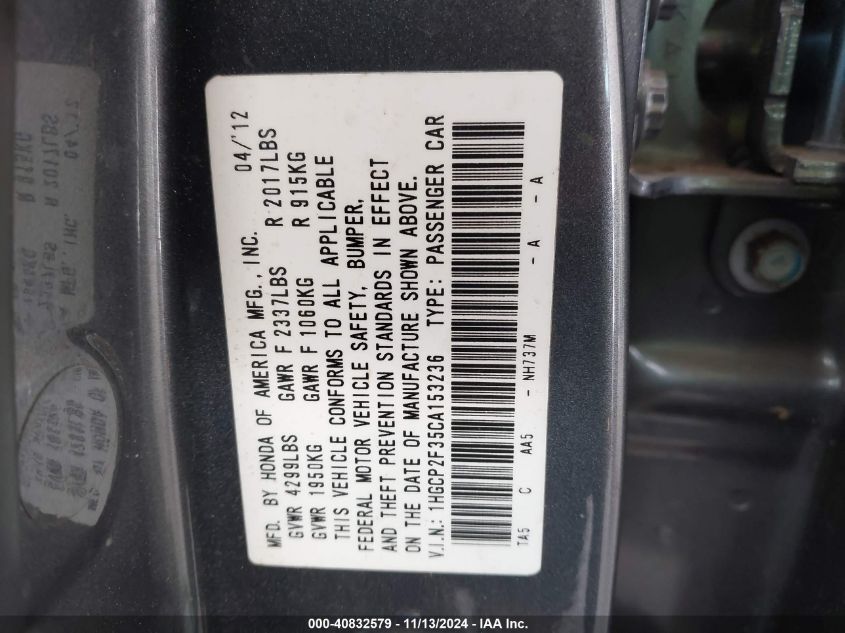 MFD. BY HONDA OF AMERICA MFG., INC. 04/'12
GVWR 4299LBS GAWR F 2337LBS R 2017LBS
GVWR 1950KG GAWR F 1060KG R 915KG
THIS VEHICLE CONFORMS TO ALL APPLICABLE
FEDERAL MOTOR VEHICLE SAFETY, BUMPER,
AND THEFT PREVENTION STANDARDS IN EFFECT
ON THE DATE OF MANUFACTURE SHOWN ABOVE.
V.I.N.: 1HGCP2F35CA153236 TYPE: PASSENGER CAR
TA5 C AA5 - NH737M - A - A
000-40832579 - 11/13/2024 - IAA Inc.